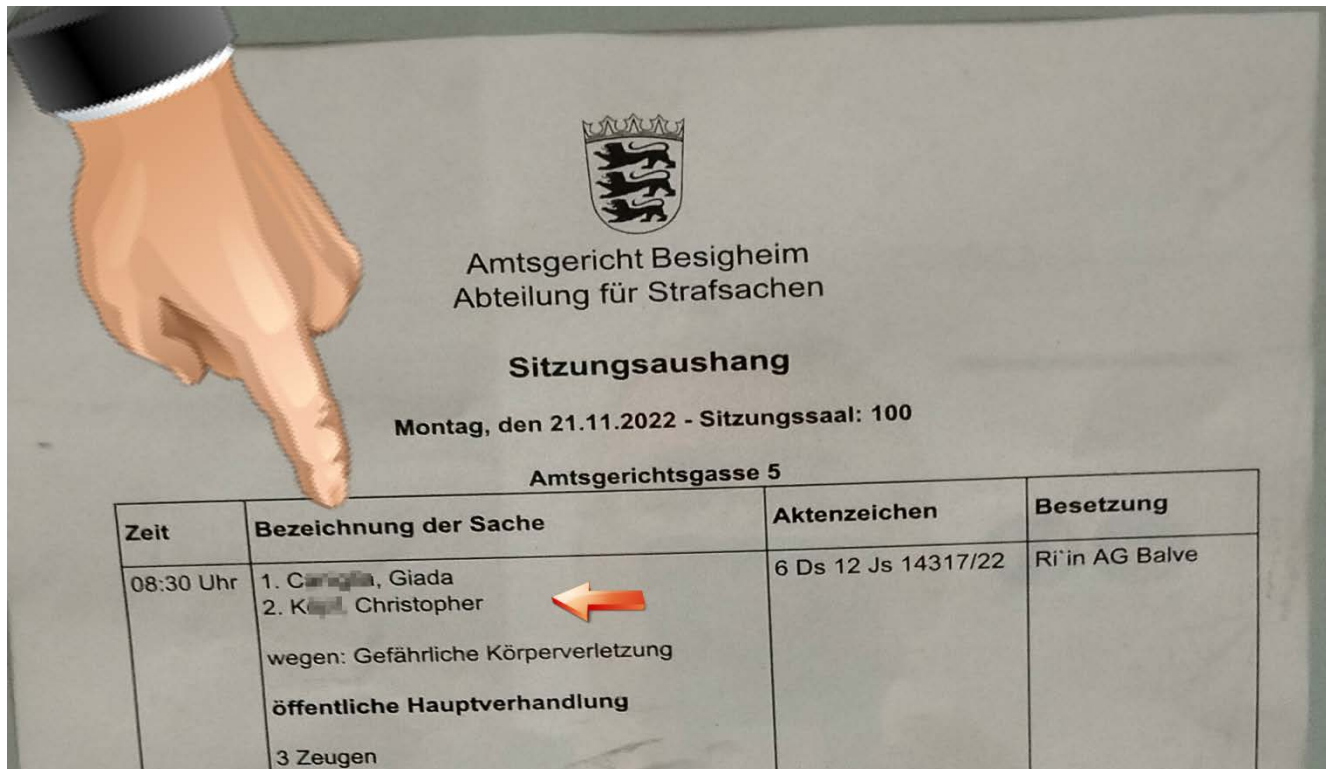 Amtsgericht Besigheim
Abteilung für Strafsachen
Sitzungsaushang
Montag, den 21.11.2022 - Sitzungssaal: 100
Amtsgerichtsgasse 5
Zeit Bezeichnung der Sache Aktenzeichen Besetzung
08:30 Uhr 1. Giada 6 Ds 12 Js 14317/22 Ri`in AG Balve
2. Christopher
wegen: Gefährliche Körperverletzung
öffentliche Hauptverhandlung
3 Zeugen